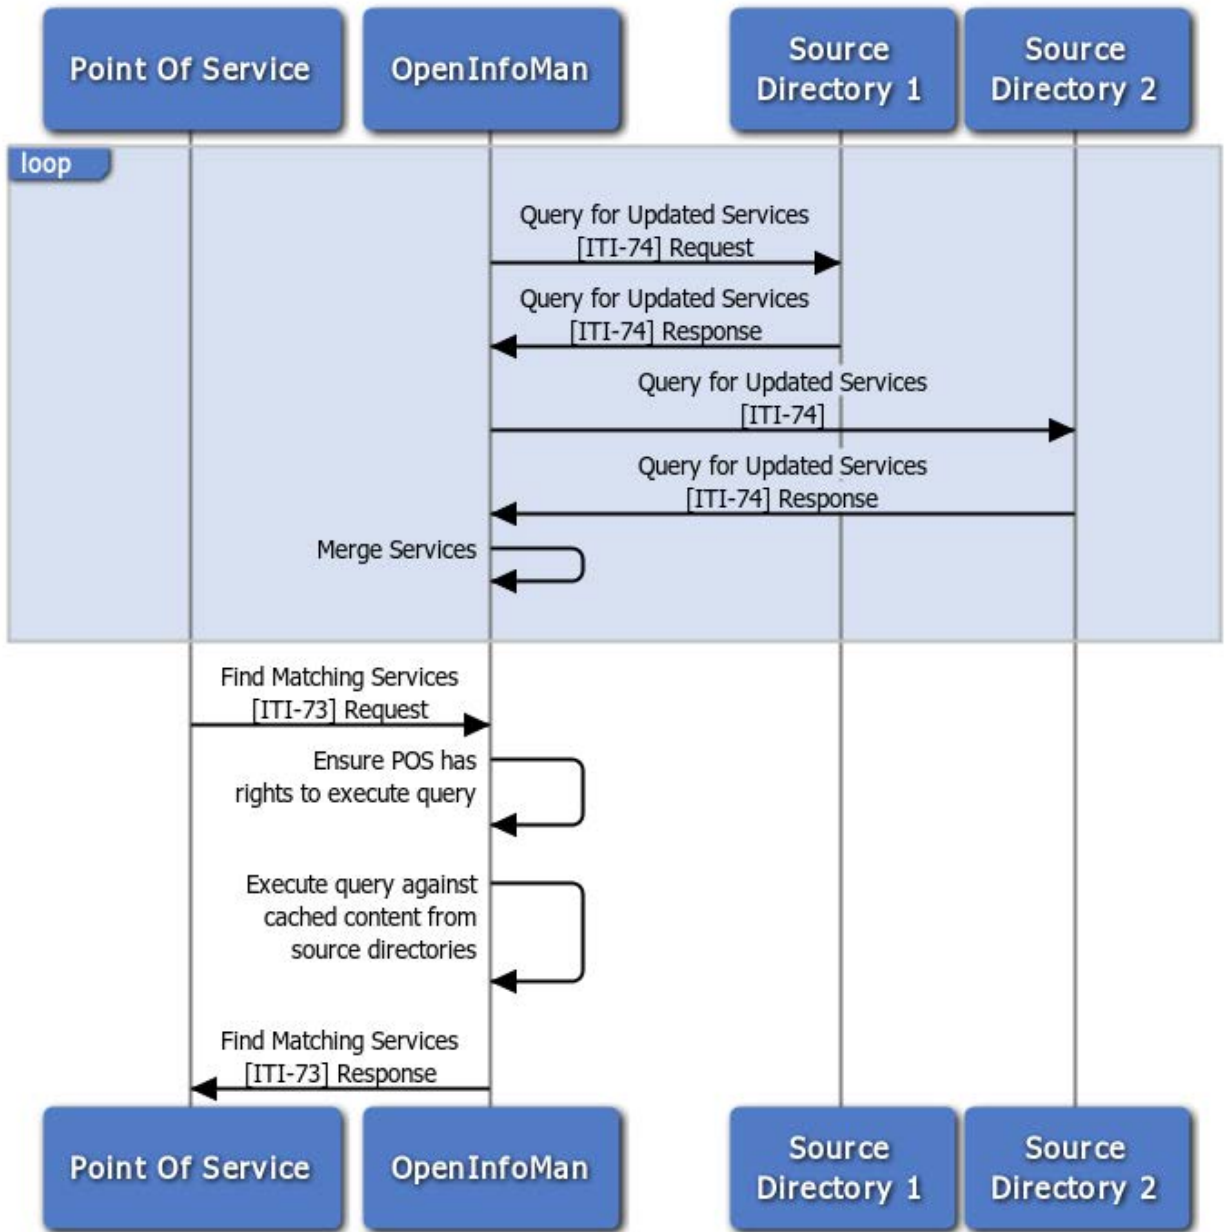 Point Of Service
OpenInfoMan
Source
Directory 1
Source
Directory 2
loop
Query for Updated Services
[ITI-74] Request
Query for Updated Services
[ITI-74] Response
Query for Updated Services
[ITI-74]
Query for Updated Services
[ITI-74] Response
Merge Services
Find Matching Services
[ITI-73] Request
Ensure POS has
rights to execute query
Execute query against
cached content from
source directories
Find Matching Services
[ITI-73] Response
Point Of Service
OpenInfoMan
Source
Directory 1
Source
Directory 2